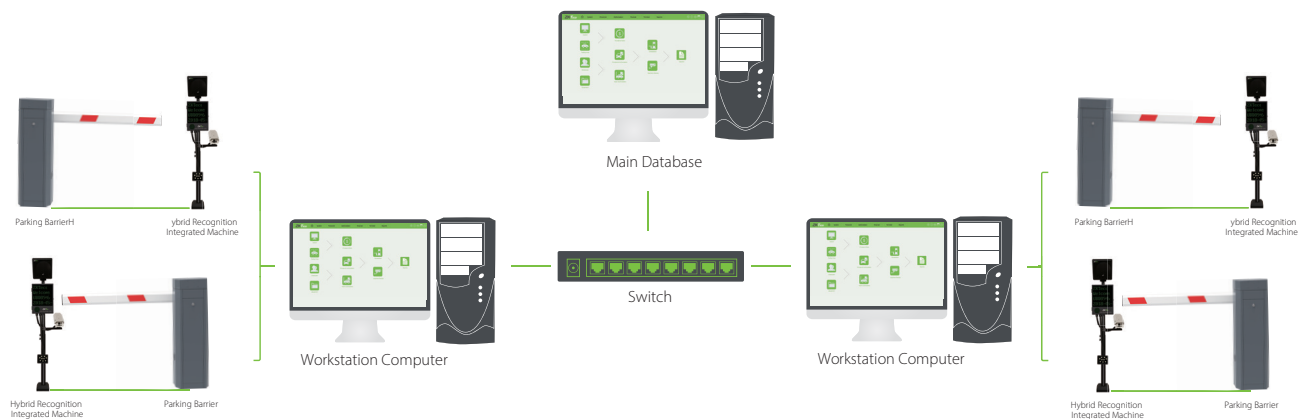 Main Database
Parking BarrierH
ybrid Recognition
Integrated Machine
Parking BarrierH
ybrid Recognition
Integrated Machine
Switch
Workstation Computer
Workstation Computer
Hybrid Recognition
Integrated Machine
Parking Barrier
Hybrid Recognition
Integrated Machine
Parking Barrier